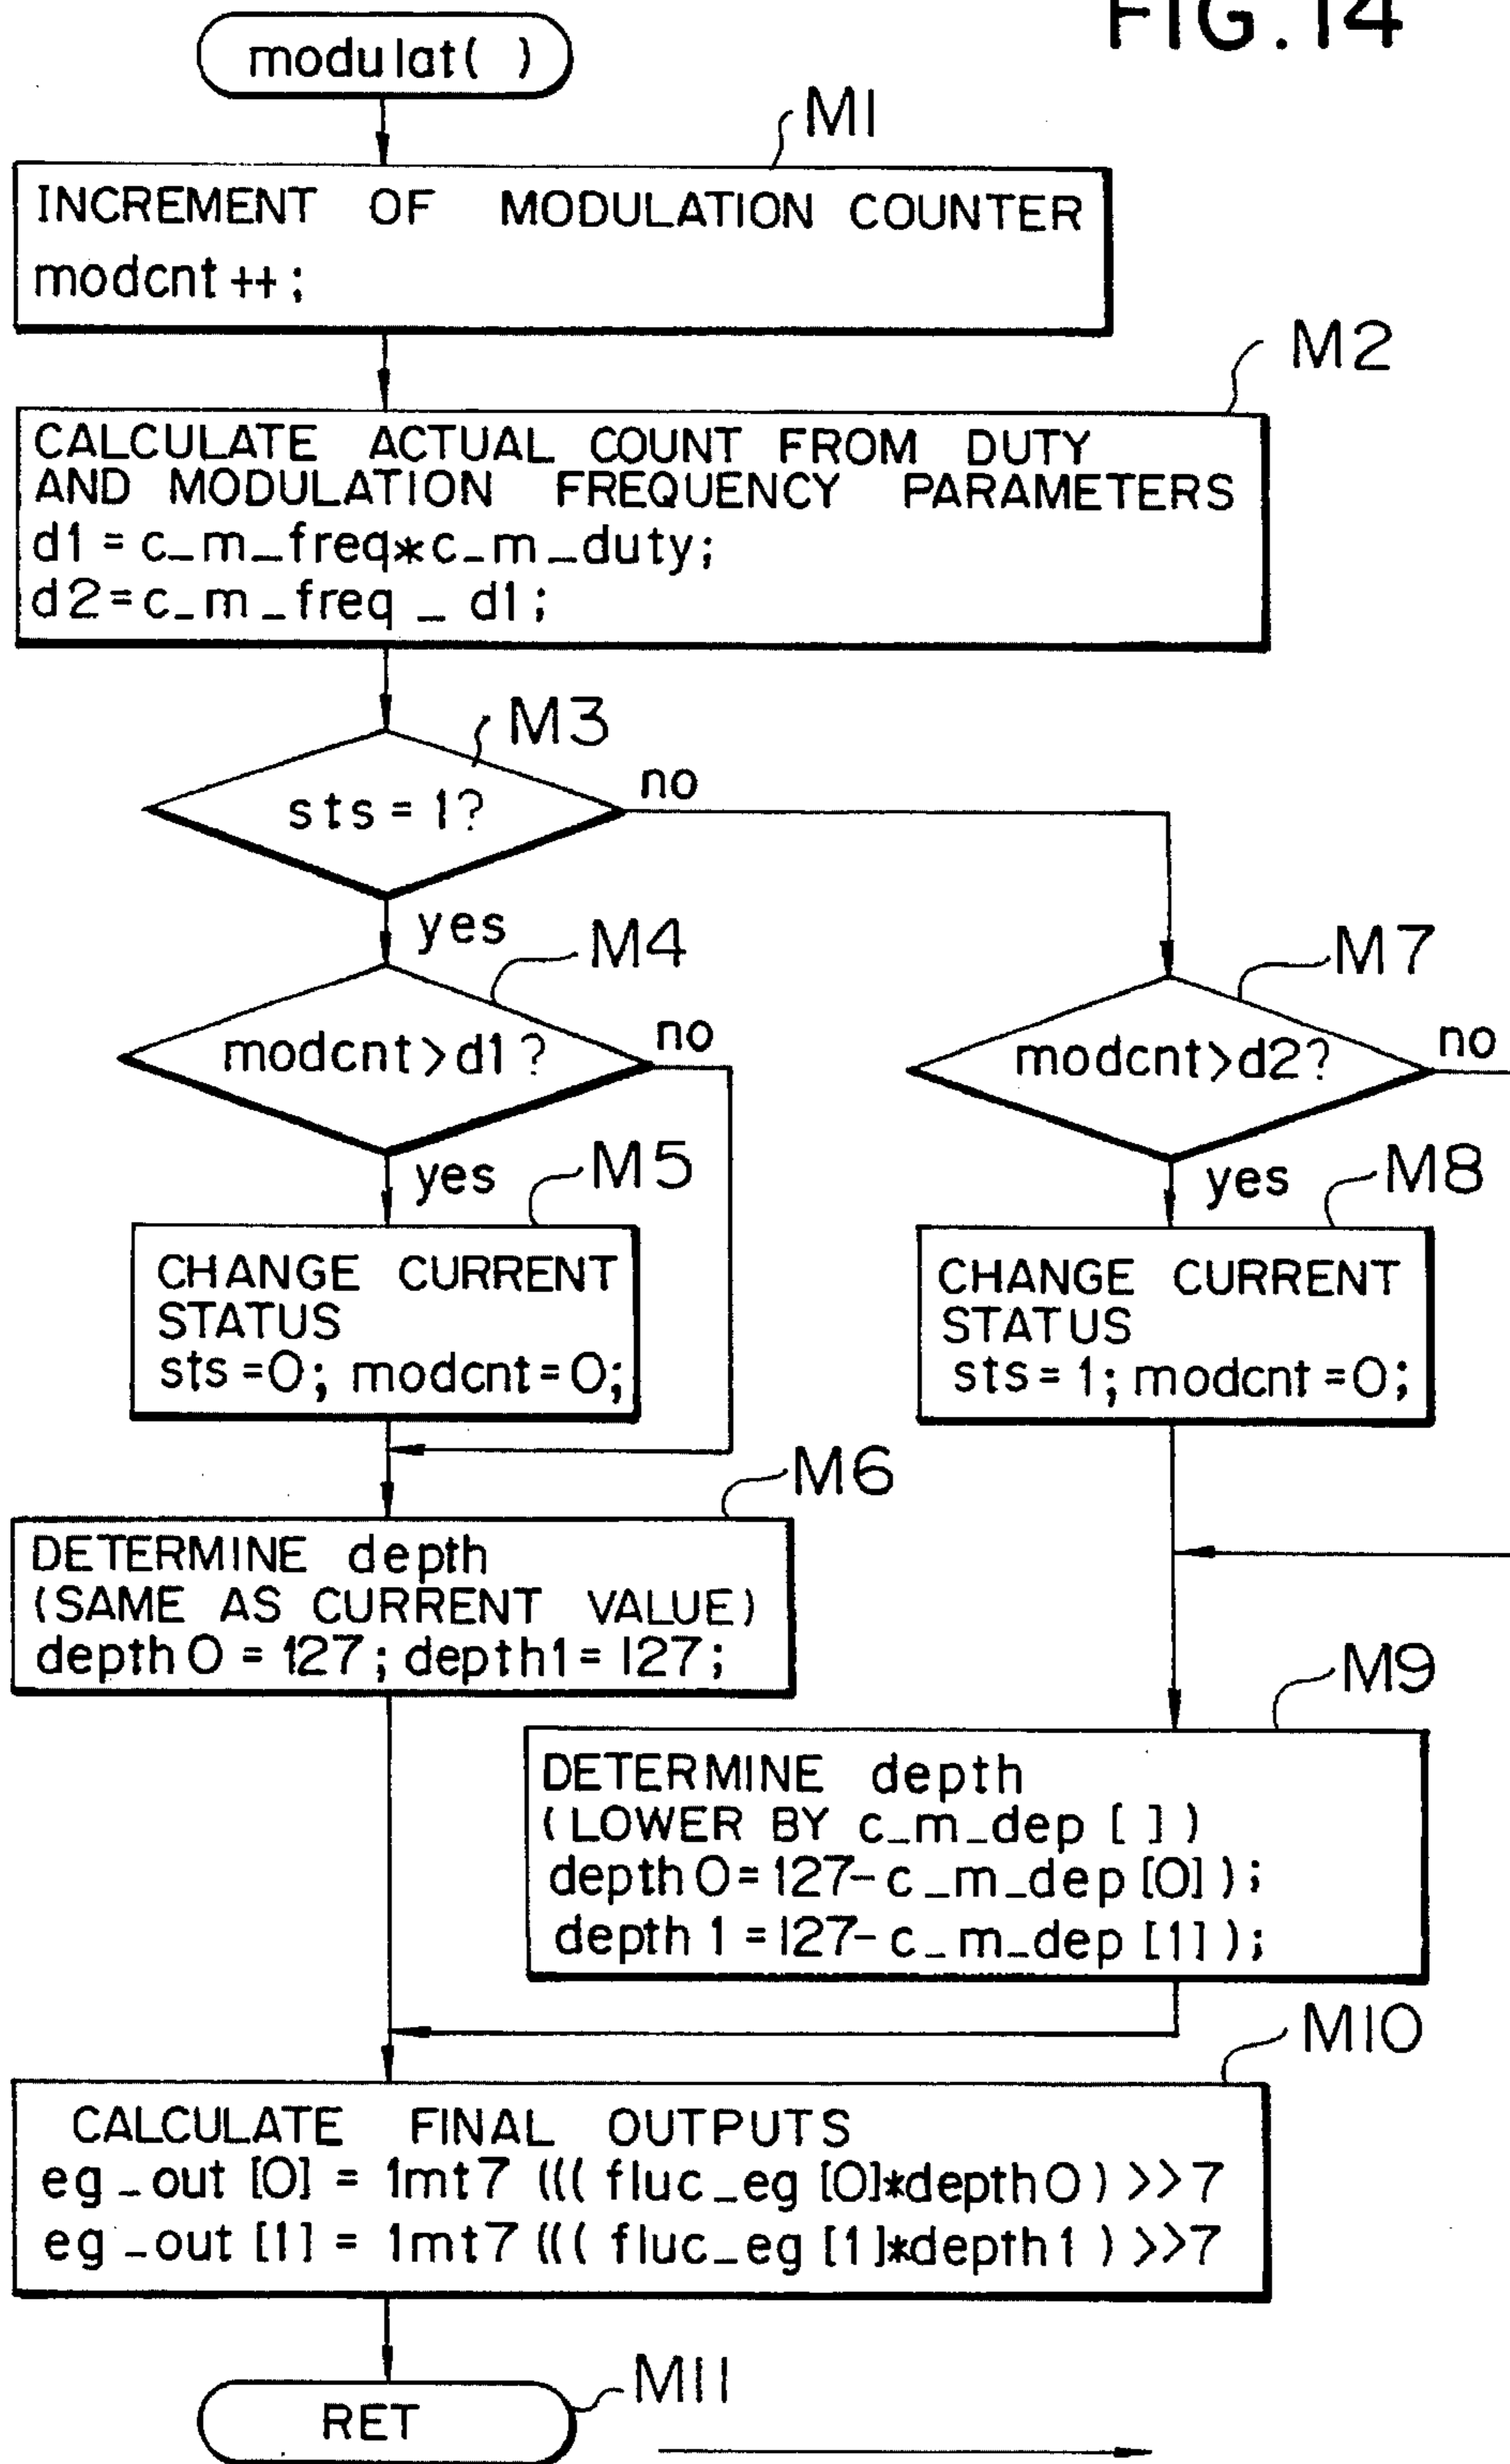 FIG. 14
modulat( )
M1
INCREMENT OF MODULATION COUNTER
modcnt ++ ;
M2
CALCULATE ACTUAL COUNT FROM DUTY
AND MODULATION FREQUENCY PARAMETERS
d1 = c_m_freq*c_m_duty;
d2=c_m_freq _ d1;
M3
sts = 1?
no
yes
M4
modcnt>d1?
no
M7
modcnt>d2?
no
yes
M5
CHANGE CURRENT
STATUS
sts =0; modcnt=0;
yes
M8
CHANGE CURRENT
STATUS
sts = 1; modcnt =0;
M6
DETERMINE depth
(SAME AS CURRENT VALUE)
depth0 = 127; depth1= 127;
M9
DETERMINE depth
(LOWER BY c_m_dep [ ] )
depth0=127-c_m_dep [0] );
depth 1 =127-c_m_dep [1] );
M10
CALCULATE FINAL OUTPUTS
eg_out [0] = 1mt7 ((( fluc_eg [0]*depth0) >>7
eg_out [1] = 1mt7 ((( fluc_eg [1]*depth1 ) >>7
M11
RET